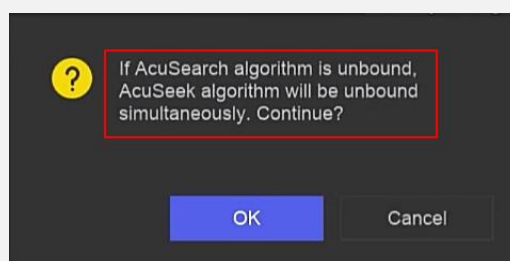 ?
If AcuSearch algorithm is unbound,
AcuSeek algorithm will be unbound
simultaneously. Continue?
OK
Cancel